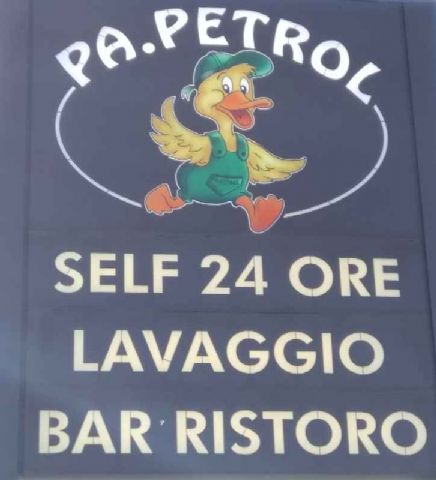 PA.PETROL
SELF 24 ORE
LAVAGGIO
BAR RISTORO